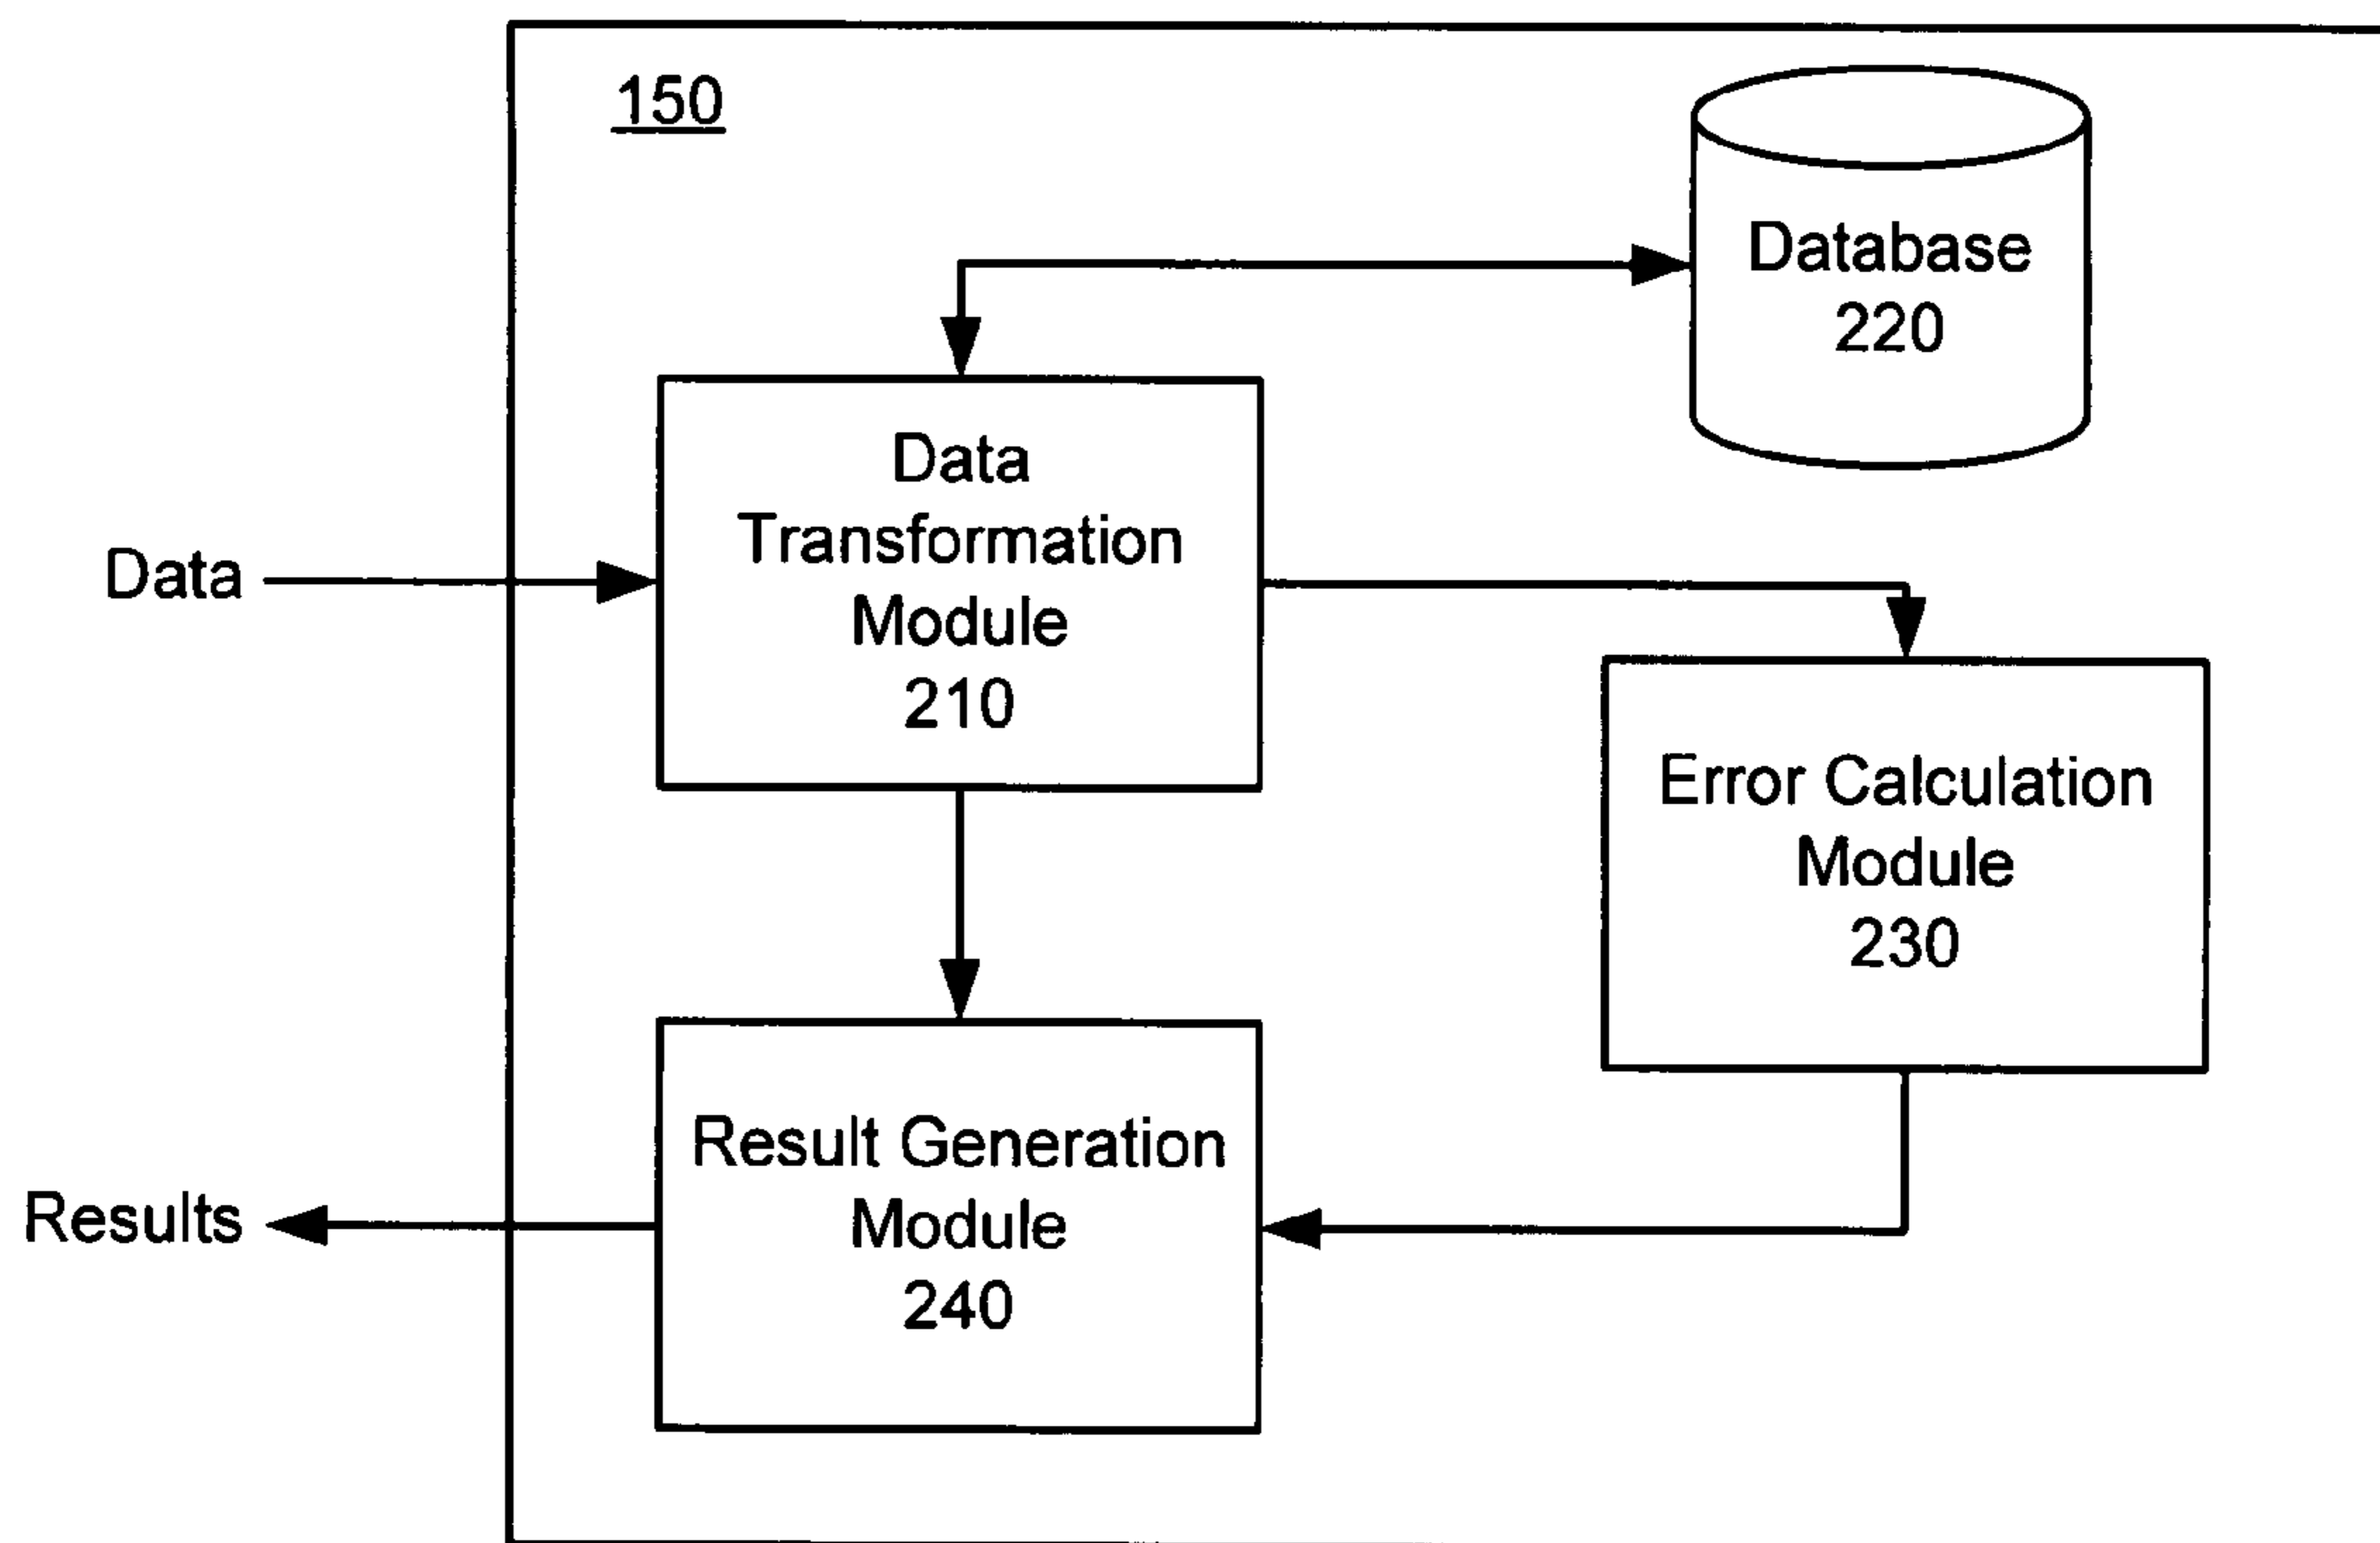 150
Database
220
Data
Transformation
Module
210
Data
Error Calculation
Module
230
Result Generation
Module
240
Results